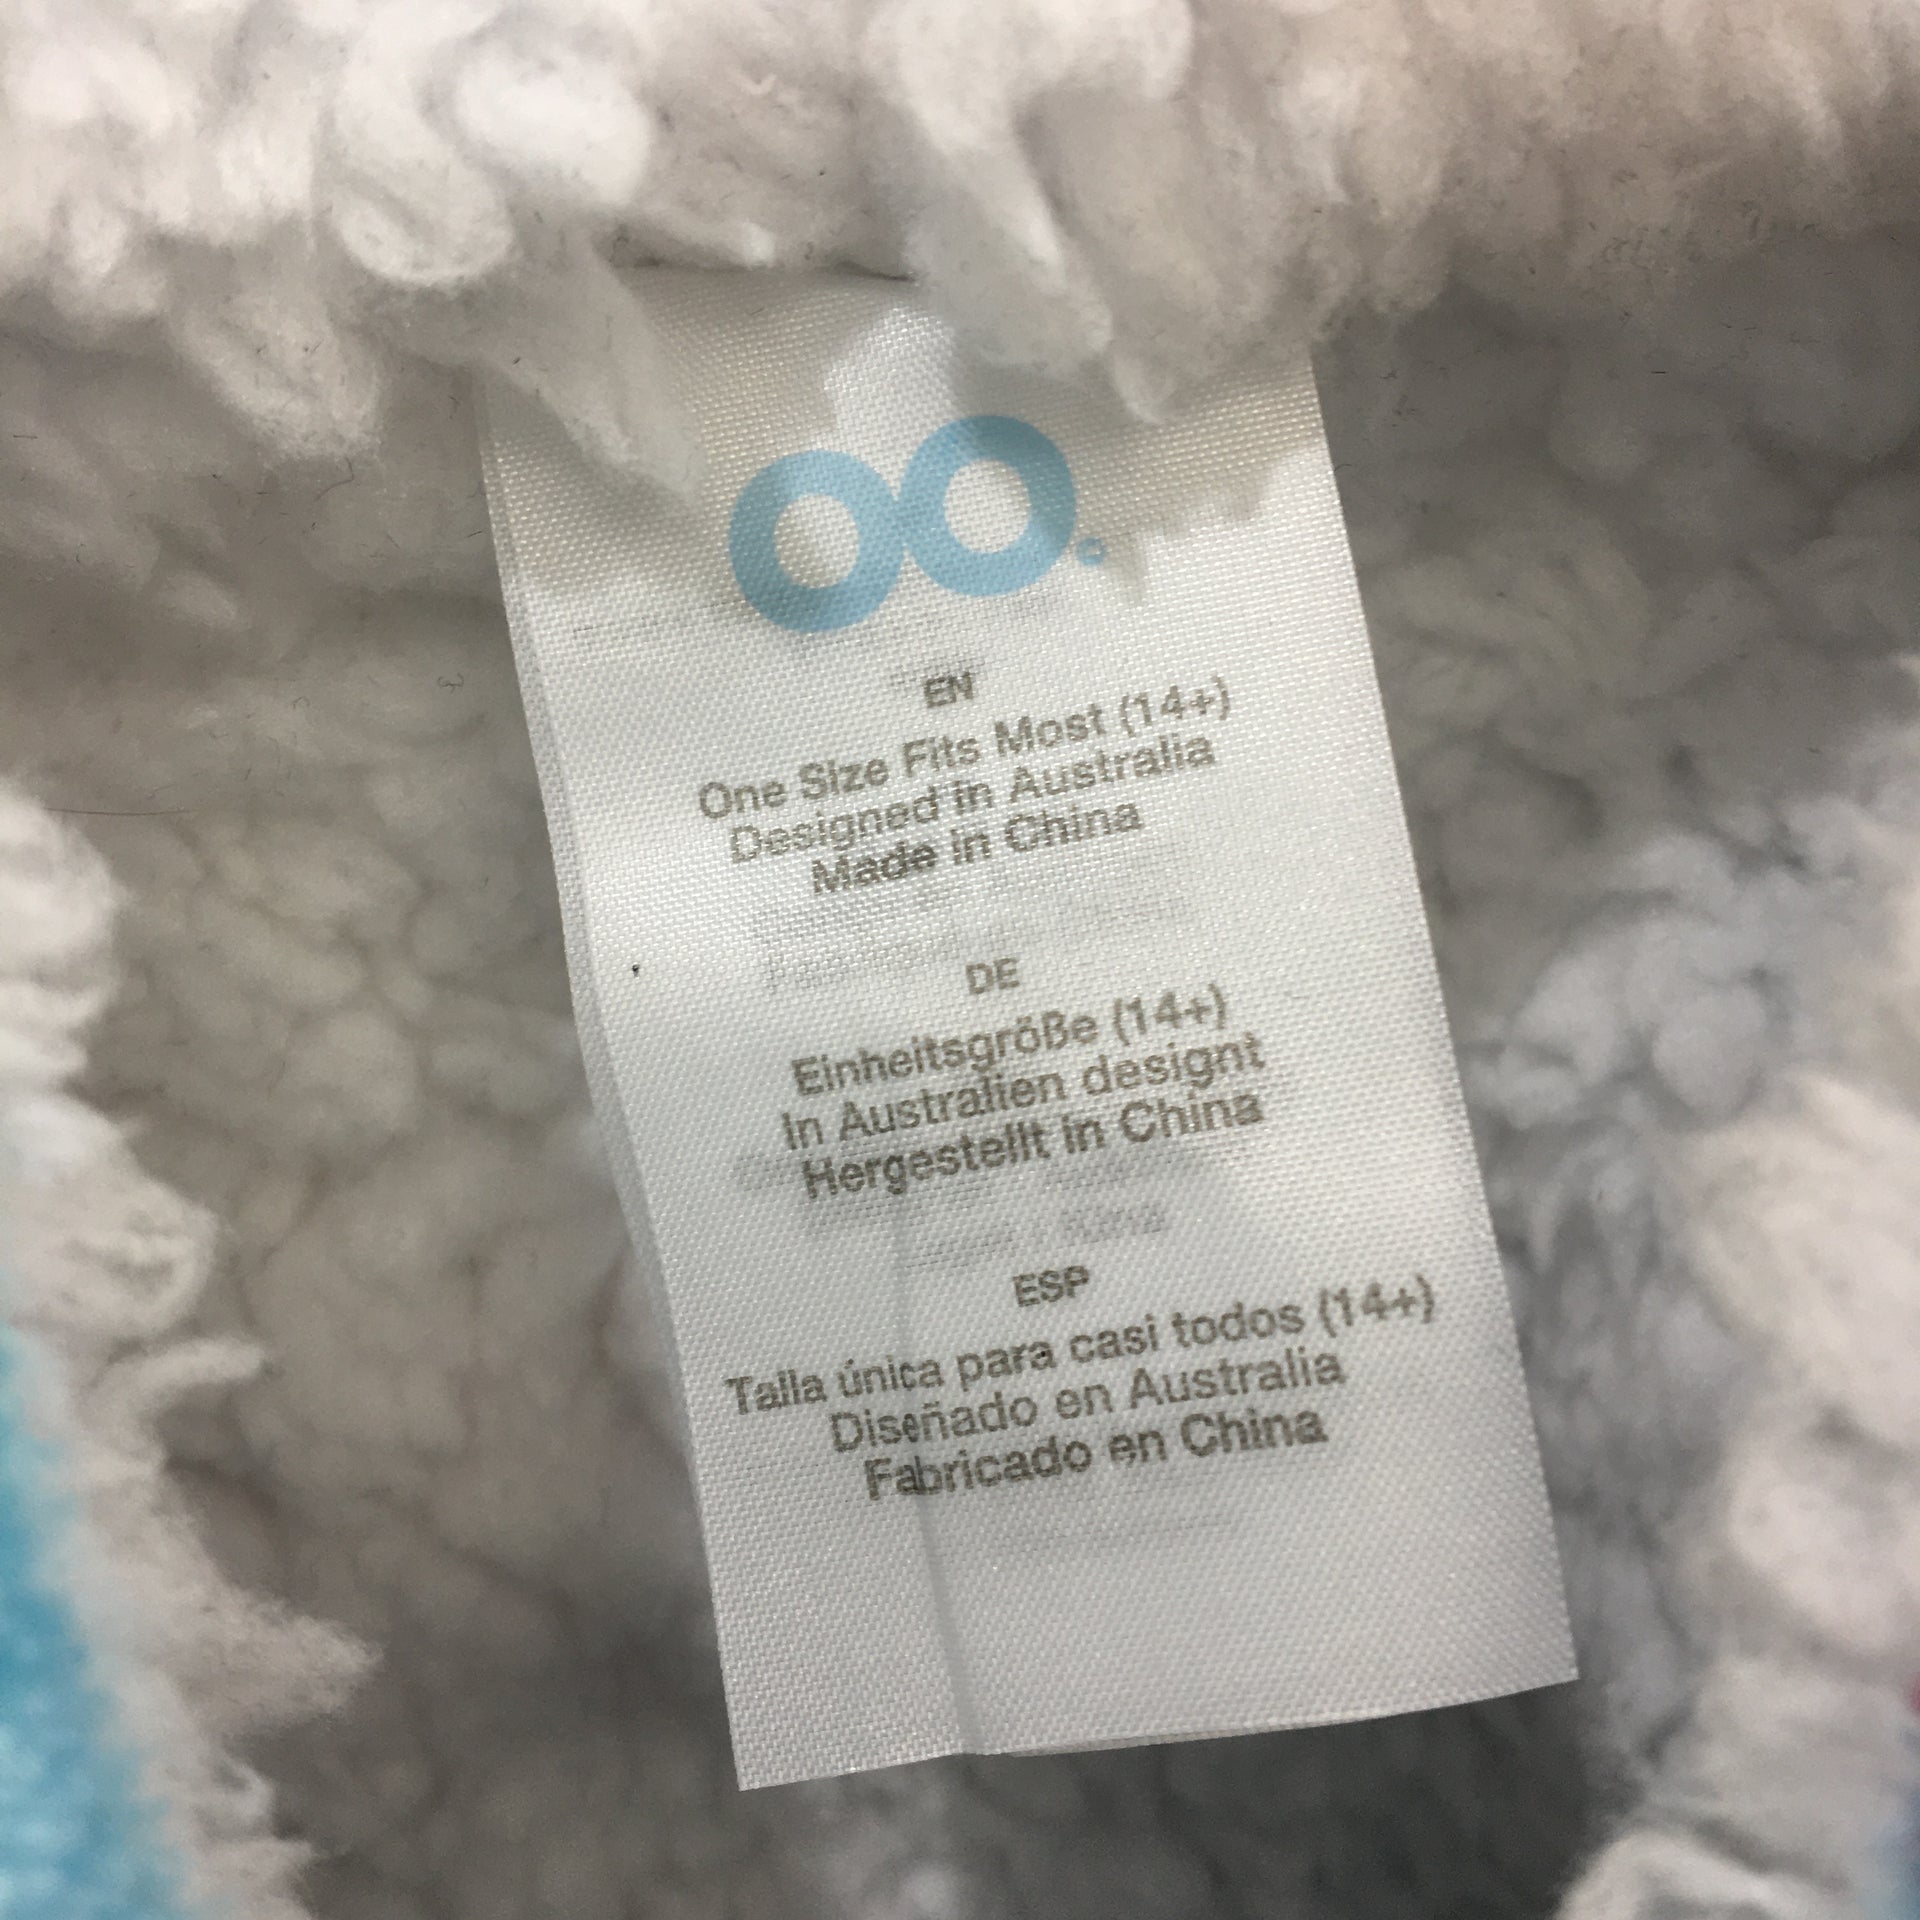 OO.
EN
One Size Fits Most (14+)
Designed in Australia
Made in China
DE
Einheitsgröße (14+)
In Australien designt
Hergestellt in China
ESP
Talla única para casi todos (14+)
Diseñado en Australia
Fabricado en China